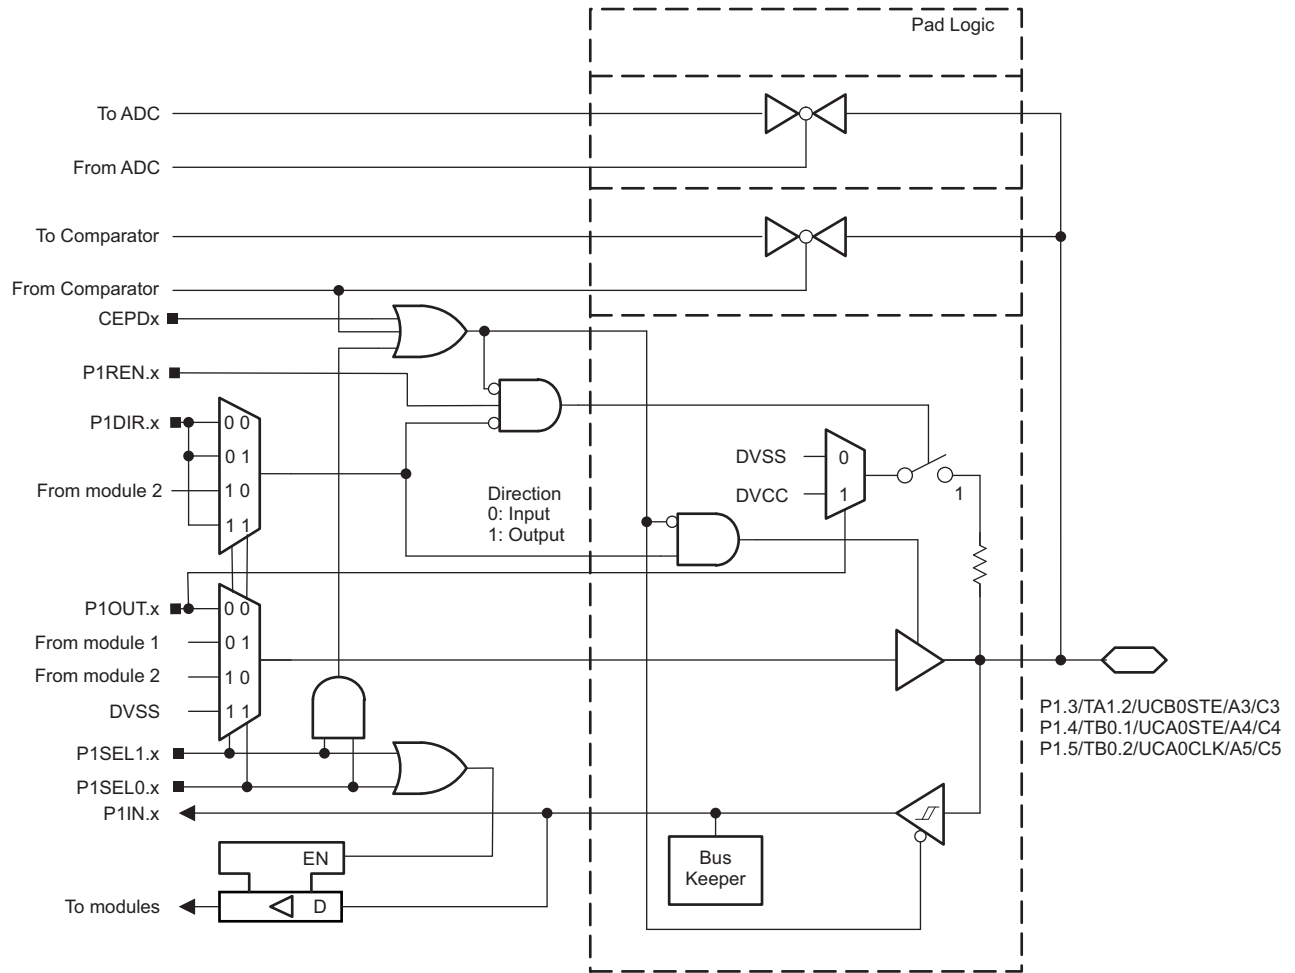 Pad Logic
To ADC
From ADC
To Comparator
From Comparator
CEPDx
P1REN.x
P1DIR.x
0 0
0 1
From module 2
1 0
1 1
Direction
0: Input
1: Output
DVSS
0
DVCC
1
1
P1OUT.x
0 0
From module 1
0 1
From module 2
1 0
DVSS
1 1
P1.3/TA1.2/UCB0STE/A3/C3
P1.4/TB0.1/UCA0STE/A4/C4
P1.5/TB0.2/UCA0CLK/A5/C5
P1SEL1.x
P1SEL0.x
P1IN.x
EN
Bus
Keeper
To modules
D